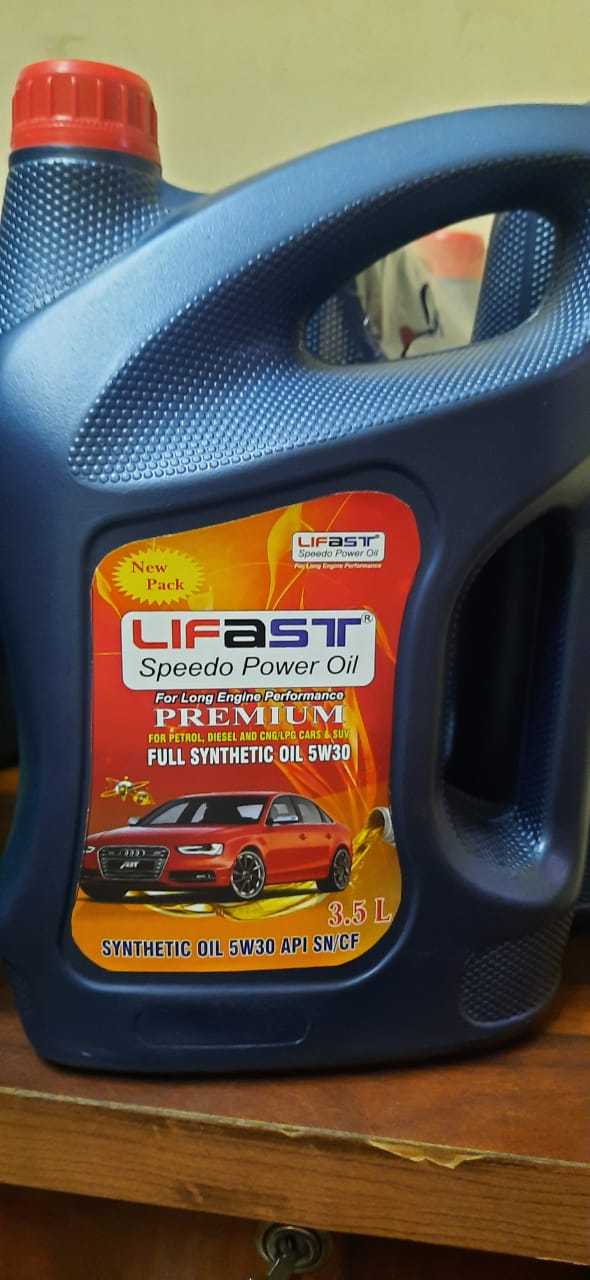 LIFaST
Speedo Power Oil
For Long Engine Performance
New
Pack
LIFaST®
Speedo Power Oil
For Long Engine Performance
PREMIUM
FOR PETROL, DIESEL AND CNG/LPG CARS & SUV
FULL SYNTHETIC OIL 5W30
ABT
3.5 L
SYNTHETIC OIL 5W30 API SN/CF